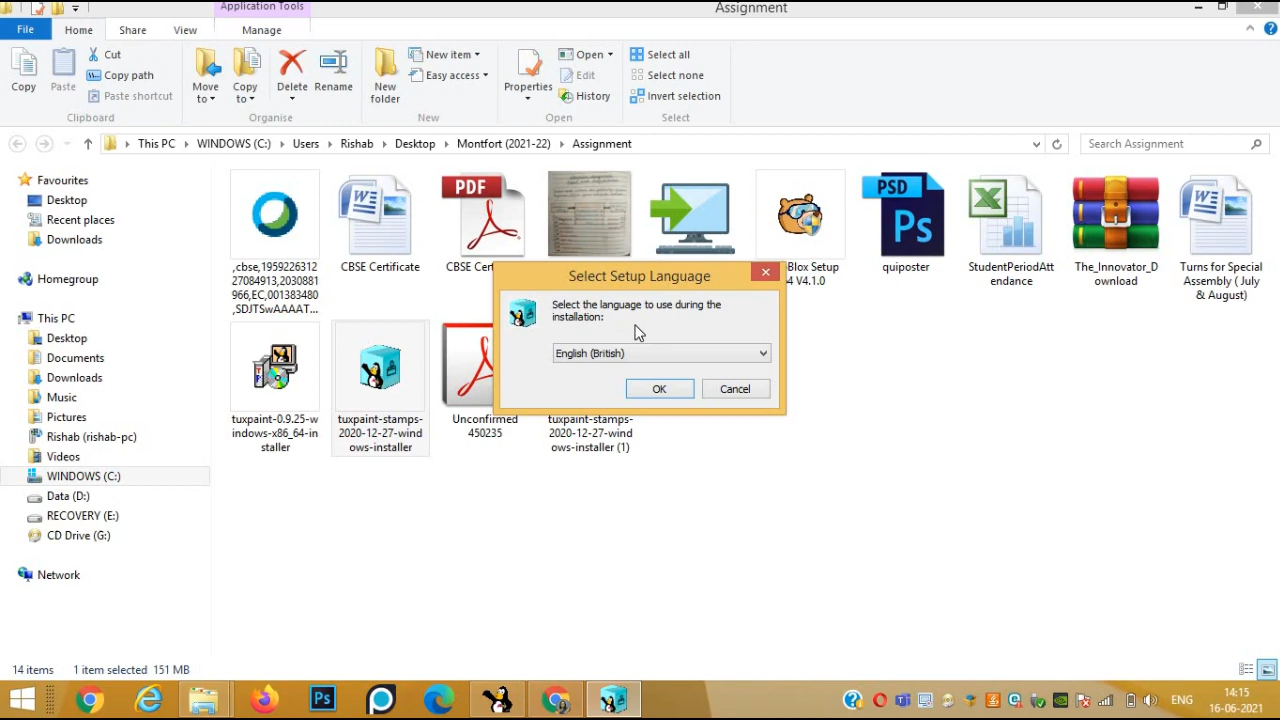 Application Tools
Assignment
File
Home
Share
View
Manage
Copy
Paste
Cut
Copy path
Paste shortcut
Clipboard
Move
to
Copy
to
Delete
Rename
Organise
New
folder
New item
Easy access
New
Properties
Open
Edit
History
Open
Select all
Select none
Invert selection
Select
This PC
WINDOWS (C:)
Users
Rishab
Desktop
Montfort (2021-22)
Assignment
Search Assignment
Favourites
Desktop
Recent places
Downloads
Homegroup
This PC
Desktop
Documents
Downloads
Music
Pictures
Rishab (rishab-pc)
Videos
WINDOWS (C:)
Data (D:)
RECOVERY (E:)
CD Drive (G:)
Network
,cbse,1959226312
27084913,2030881
966,EC,001383480
,SDJTSwAAAAT...
CBSE Certificate
PDF
CBSE Cer
Blox Setup
4 V4.1.0
PSD
Ps
quiposter
StudentPeriodAtt
endance
The_Innovator_D
ownload
Turns for Special
Assembly ( July
& August)
tuxpaint-0.9.25-w
indows-x86_64-in
staller
tuxpaint-stamps-
2020-12-27-wind
ows-installer
Unconfirmed
450235
tuxpaint-stamps-
2020-12-27-wind
ows-installer (1)
Select Setup Language
Select the language to use during the
installation:
English (British)
OK
Cancel
14 items
1 item selected 151 MB
Ps
ENG
14:15
16-06-2021